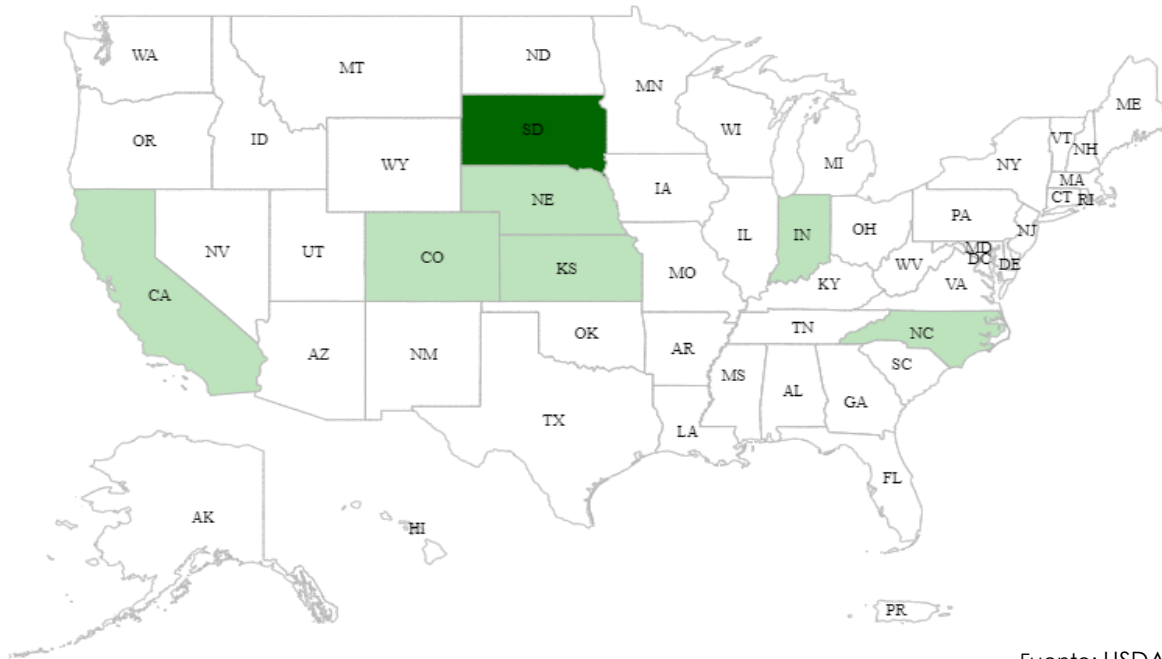 WA
MT
ND
MN
ME
OR
ID
SD
WI
VT
NH
WY
MI
NY
IA
MA
CT
RI
NE
PA
NV
UT
CO
IL
IN
OH
NJ
MD
DC
DE
KS
WV
CA
MO
KY
VA
TN
NC
AZ
NM
OK
AR
SC
MS
AL
GA
TX
LA
FL
AK
HI
PR
Fuente: USDA